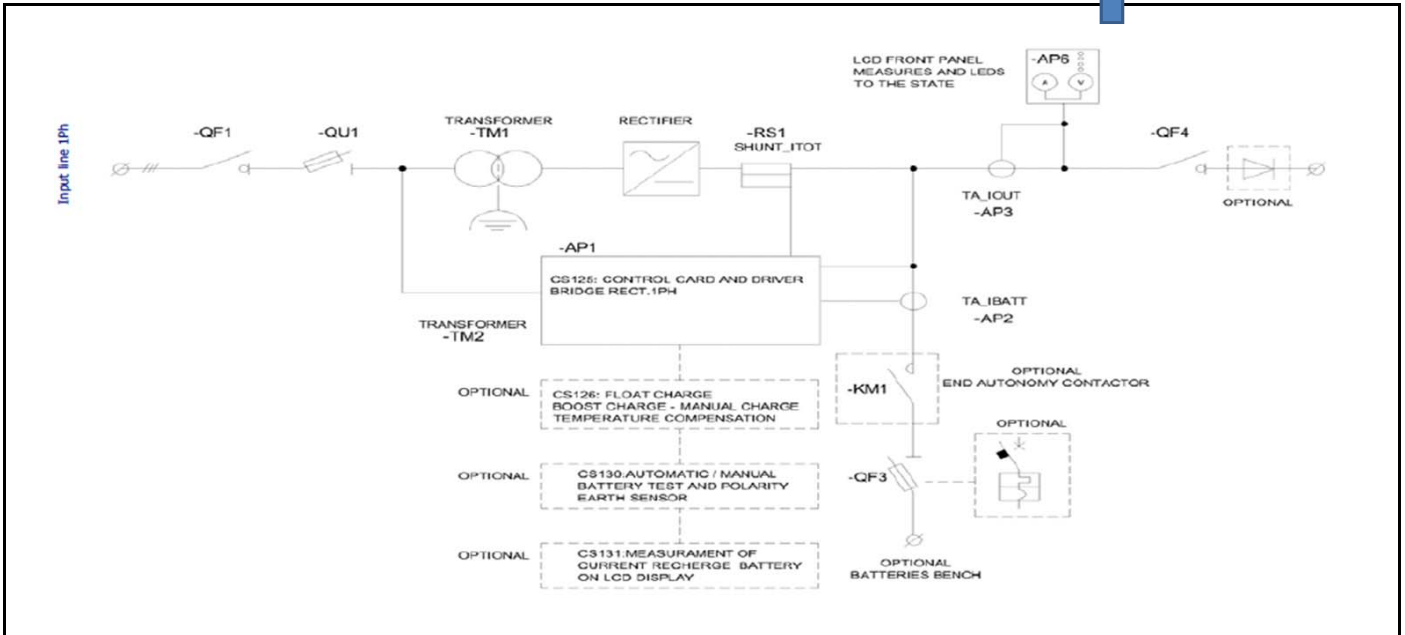 LCD FRONT PANEL
MEASURES AND LEDS
TO THE STATE
-AP6
A
V
Input line 1Ph
-QF1
-QU1
TRANSFORMER
-TM1
RECTIFIER
-RS1
SHUNT_ITOT
-QF4
TA_IOUT
-AP3
OPTIONAL
-AP1
CS125: CONTROL CARD AND DRIVER
BRIDGE RECT.1PH
TA_IBATT
-AP2
TRANSFORMER
-TM2
OPTIONAL
CS126: FLOAT CHARGE
BOOST CHARGE - MANUAL CHARGE
TEMPERATURE COMPENSATION
-KM1
OPTIONAL
END AUTONOMY CONTACTOR
OPTIONAL
OPTIONAL
CS130:AUTOMATIC / MANUAL
BATTERY TEST AND POLARITY
EARTH SENSOR
-QF3
OPTIONAL
CS131:MEASURAMENT OF
CURRENT RECHERGE BATTERY
ON LCD DISPLAY
OPTIONAL
BATTERIES BENCH